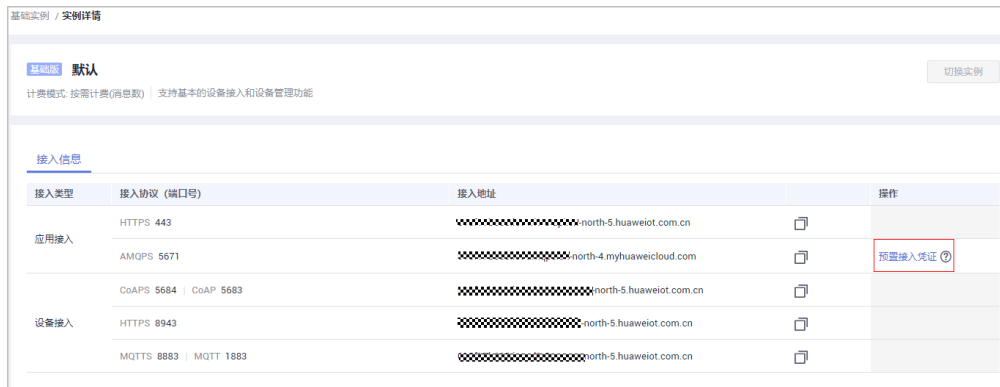 基础实例 / 实例详情
基础版 默认
切换实例
计费模式: 按需计费(消息数) | 支持基本的设备接入和设备管理功能
接入信息
接入类型 接入协议（端口号） 接入地址 操作
应用接入
HTTPS 443 -north-5.huaweiot.com.cn
AMQPS 5671 -north-4.myhuaweicloud.com 预置接入凭证 ?
设备接入
CoAPS 5684 | CoAP 5683 -north-5.huaweiot.com.cn
HTTPS 8943 -north-5.huaweiot.com.cn
MQTTS 8883 | MQTT 1883 north-5.huaweiot.com.cn